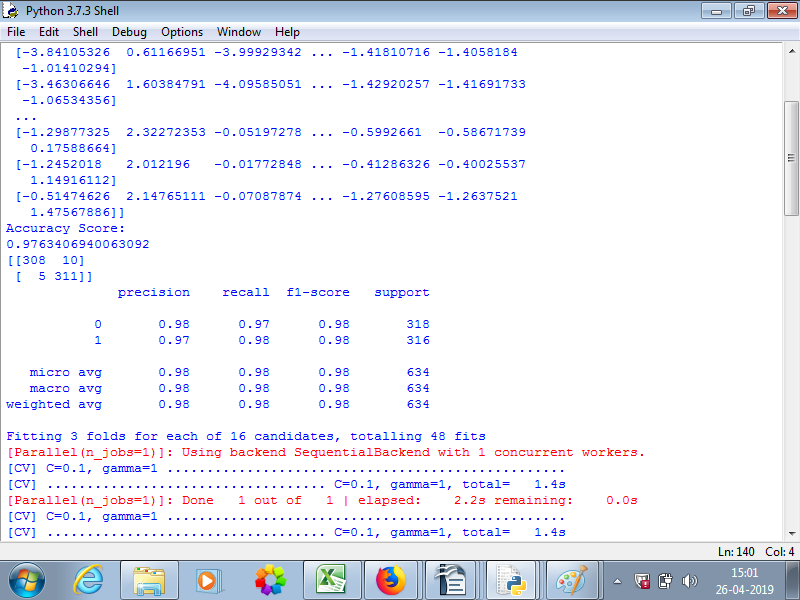 Python 3.7.3 Shell
File Edit Shell Debug Options Window Help
[-3.84105326 0.61166951 -3.99929342 ... -1.41810716 -1.4058184
-1.01410294]
[-3.46306646 1.60384791 -4.09585051 ... -1.42920257 -1.41691733
-1.06534356]
...
[-1.29877325 2.32272353 -0.05197278 ... -0.5992661 -0.58671739
0.17588664]
[-1.2452018 2.012196 -0.01772848 ... -0.41286326 -0.40025537
1.14916112]
[-0.51474626 2.14765111 -0.07087874 ... -1.27608595 -1.2637521
1.47567886]]
Accuracy Score:
0.9763406940063092
[[308 10]
[ 5 311]]
precision recall f1-score support
0 0.98 0.97 0.98 318
1 0.97 0.98 0.98 316
micro avg 0.98 0.98 0.98 634
macro avg 0.98 0.98 0.98 634
weighted avg 0.98 0.98 0.98 634
Fitting 3 folds for each of 16 candidates, totalling 48 fits
[Parallel(n_jobs=1)]: Using backend SequentialBackend with 1 concurrent workers.
[CV] C=0.1, gamma=1 ..................................................
[CV] ................................... C=0.1, gamma=1, total= 1.4s
[Parallel(n_jobs=1)]: Done 1 out of 1 | elapsed: 2.2s remaining: 0.0s
[CV] C=0.1, gamma=1 ..................................................
[CV] ................................... C=0.1, gamma=1, total= 1.4s
Ln: 140 Col: 4
15:01
26-04-2019